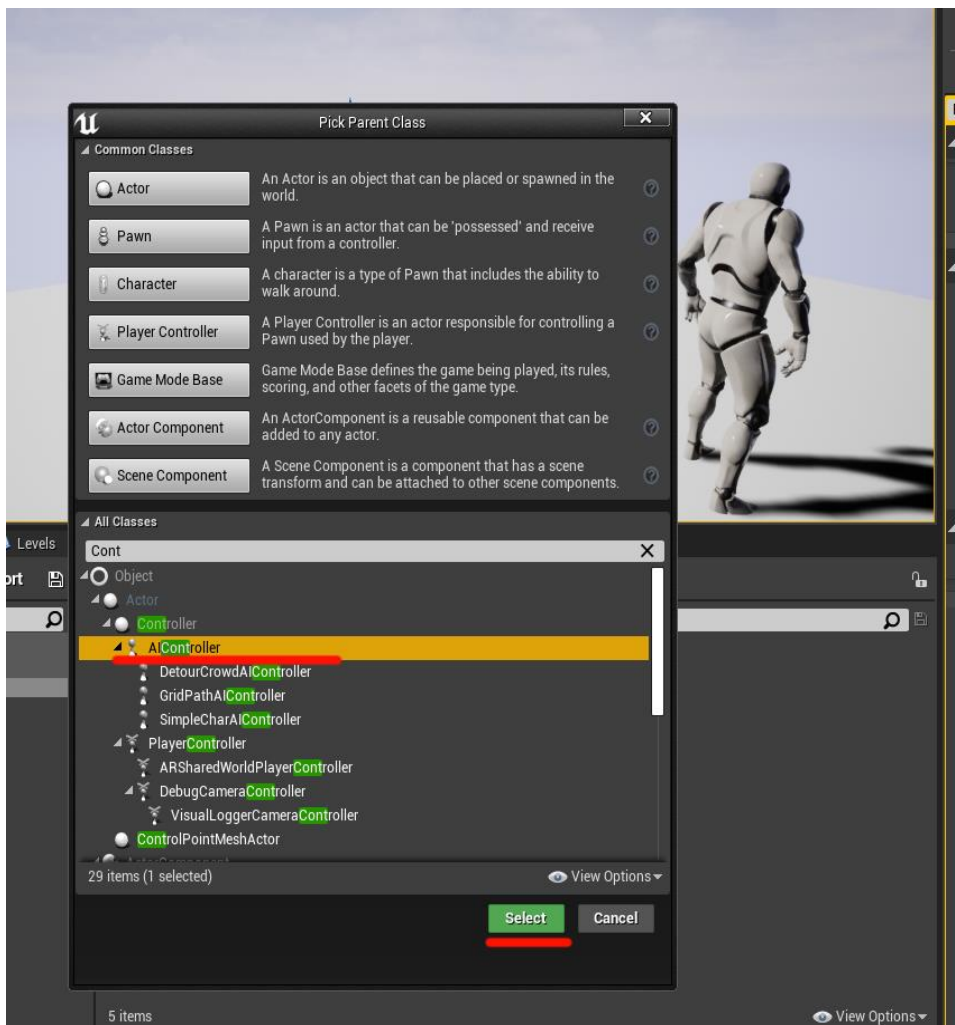 Pick Parent Class
Common Classes
Actor
An Actor is an object that can be placed or spawned in the
world.
Pawn
A Pawn is an actor that can be 'possessed' and receive
input from a controller.
Character
A character is a type of Pawn that includes the ability to
walk around.
Player Controller
A Player Controller is an actor responsible for controlling a
Pawn used by the player.
Game Mode Base
Game Mode Base defines the game being played, its rules,
scoring, and other facets of the game type.
Actor Component
An ActorComponent is a reusable component that can be
added to any actor.
Scene Component
A Scene Component is a component that has a scene
transform and can be attached to other scene components.
All Classes
Levels
Cont
ort
Object
Actor
Controller
AIController
DetourCrowdAIController
GridPathAIController
SimpleCharAIController
PlayerController
ARSharedWorldPlayerController
DebugCameraController
VisualLoggerCameraController
ControlPointMeshActor
29 items (1 selected)
View Options
Select
Cancel
5 items
View Options